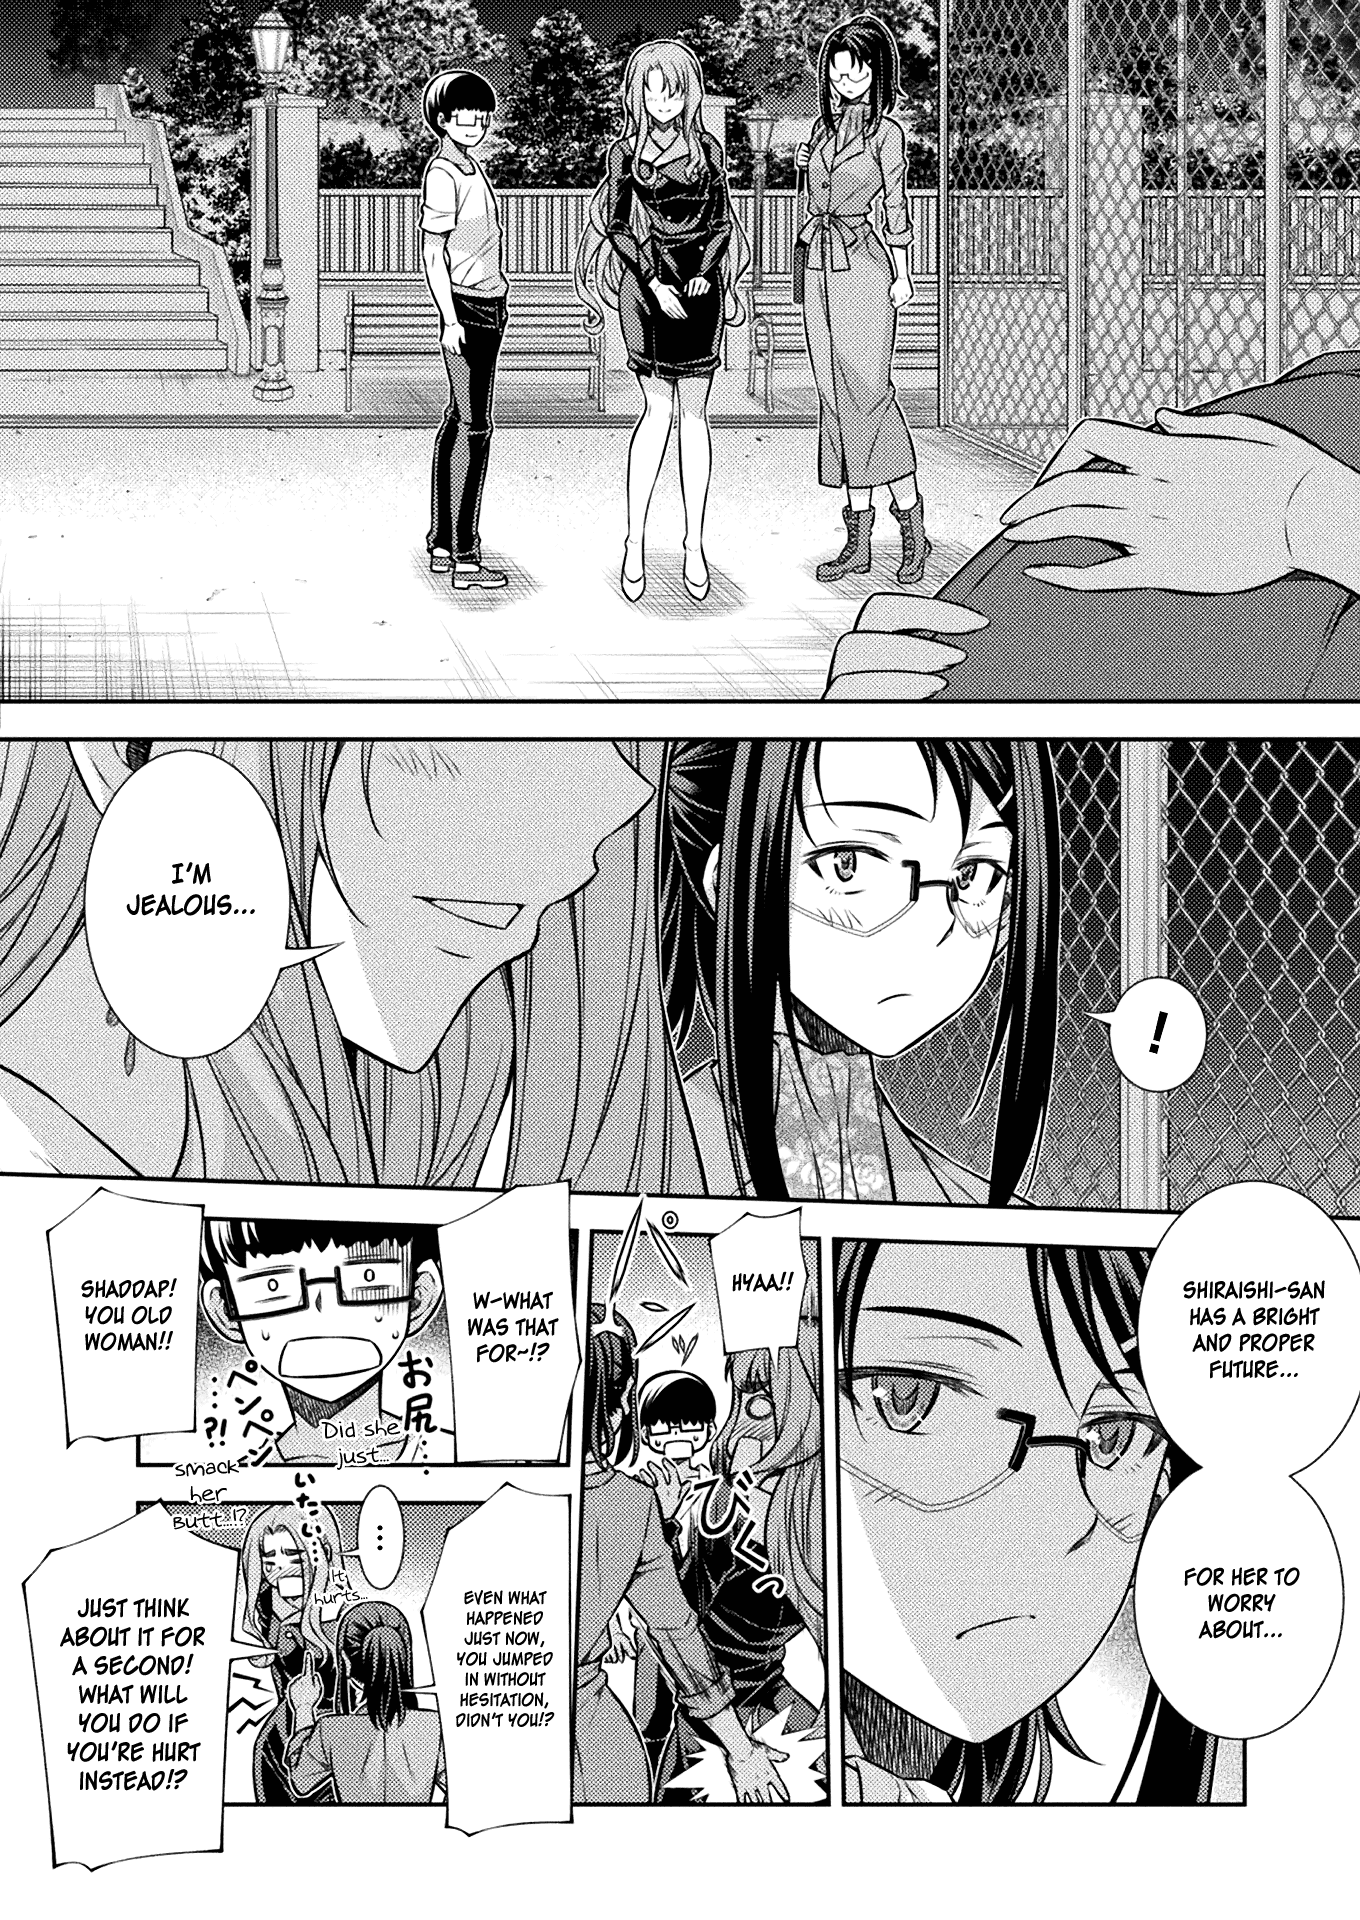 I'M
JEALOUS...
!
SHIRAISHI-SAN
HAS A BRIGHT
AND PROPER
FUTURE...
FOR HER TO
WORRY
ABOUT...
HYAA!!
びくっ
W-WHAT
WAS THAT
FOR~!?
お尻……
ペンペン
…?!
Did she
just...
smack
her
Butt...!?
SHADDAP!
YOU OLD
WOMAN!!
EVEN WHAT
HAPPENED
JUST NOW,
YOU JUMPED
IN WITHOUT
HESITATION,
DIDN'T YOU!?
...
いたい…
It
hurts...
JUST THINK
ABOUT IT FOR
A SECOND!
WHAT WILL
YOU DO IF
YOU'RE HURT
INSTEAD!?